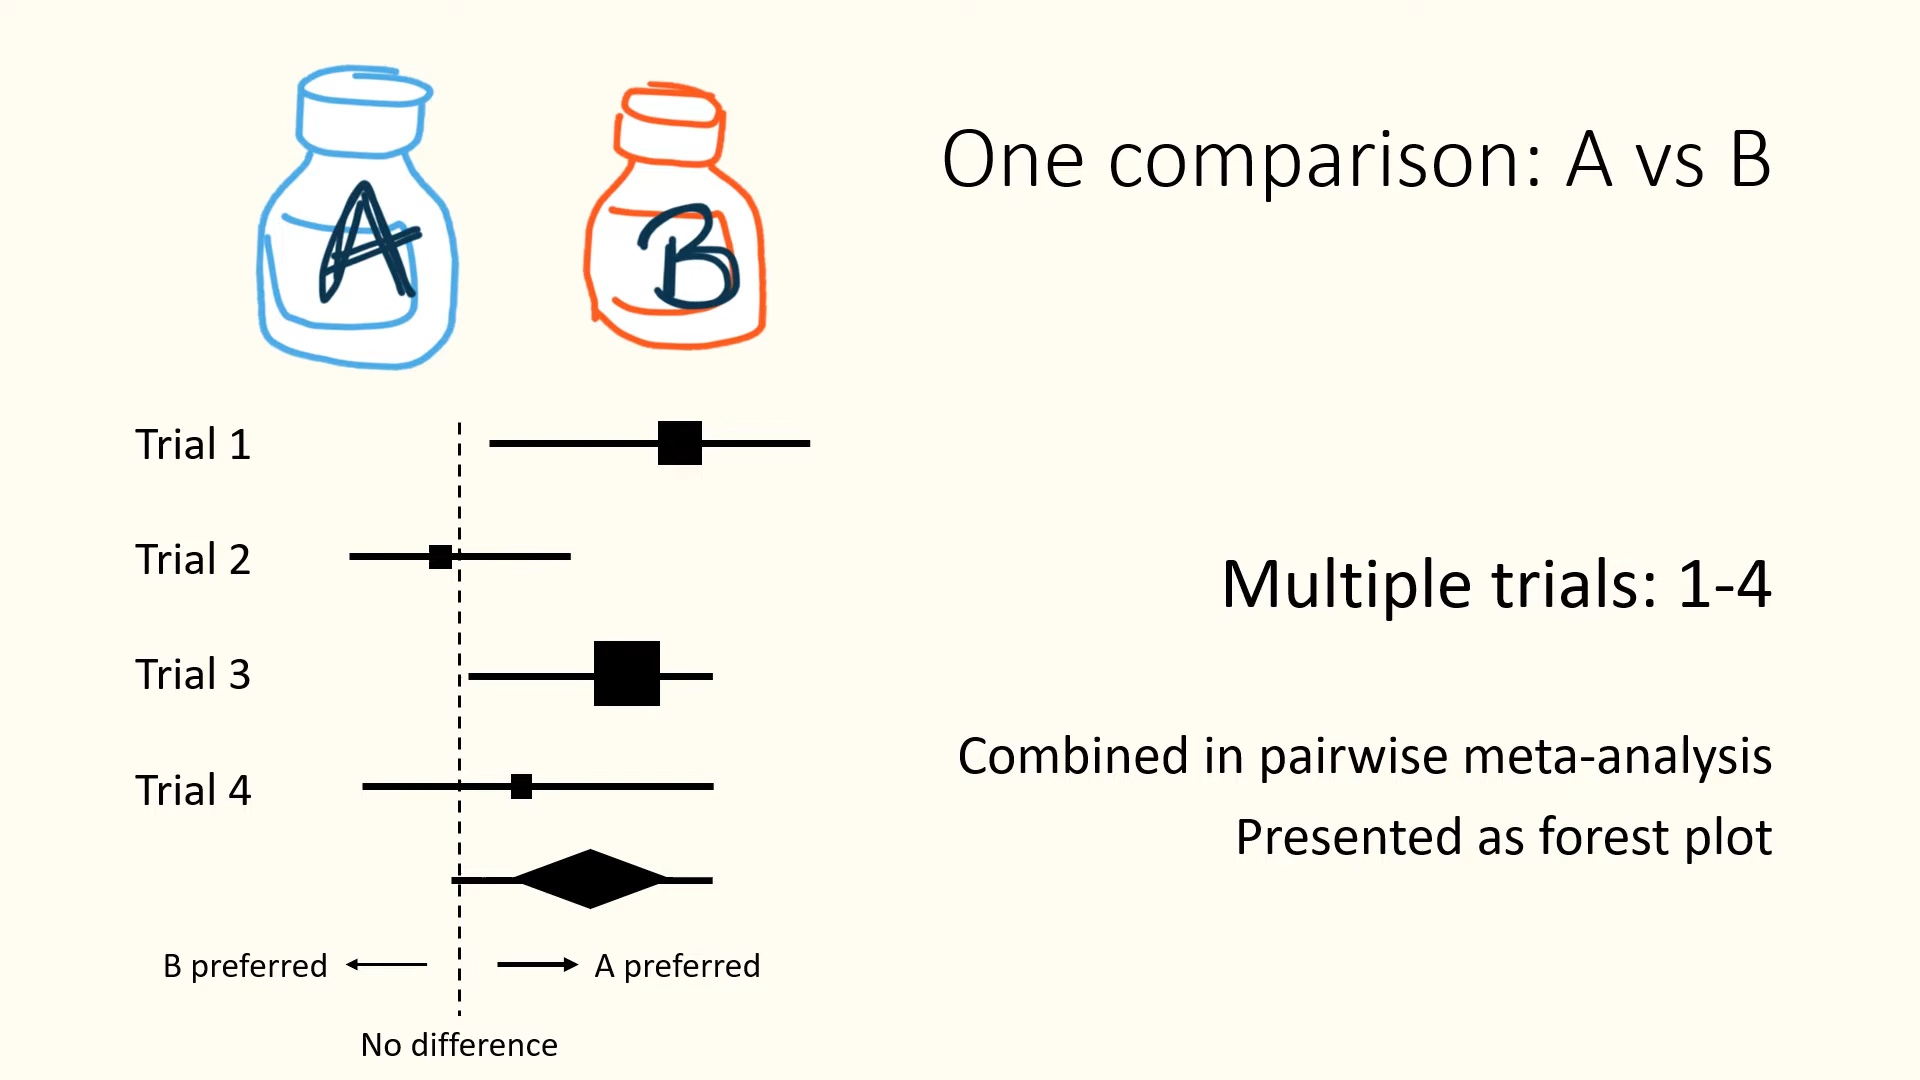 A
B
One comparison: A vs B
Trial 1
Trial 2
Trial 3
Trial 4
Multiple trials: 1-4
Combined in pairwise meta-analysis
Presented as forest plot
B preferred
A preferred
No difference